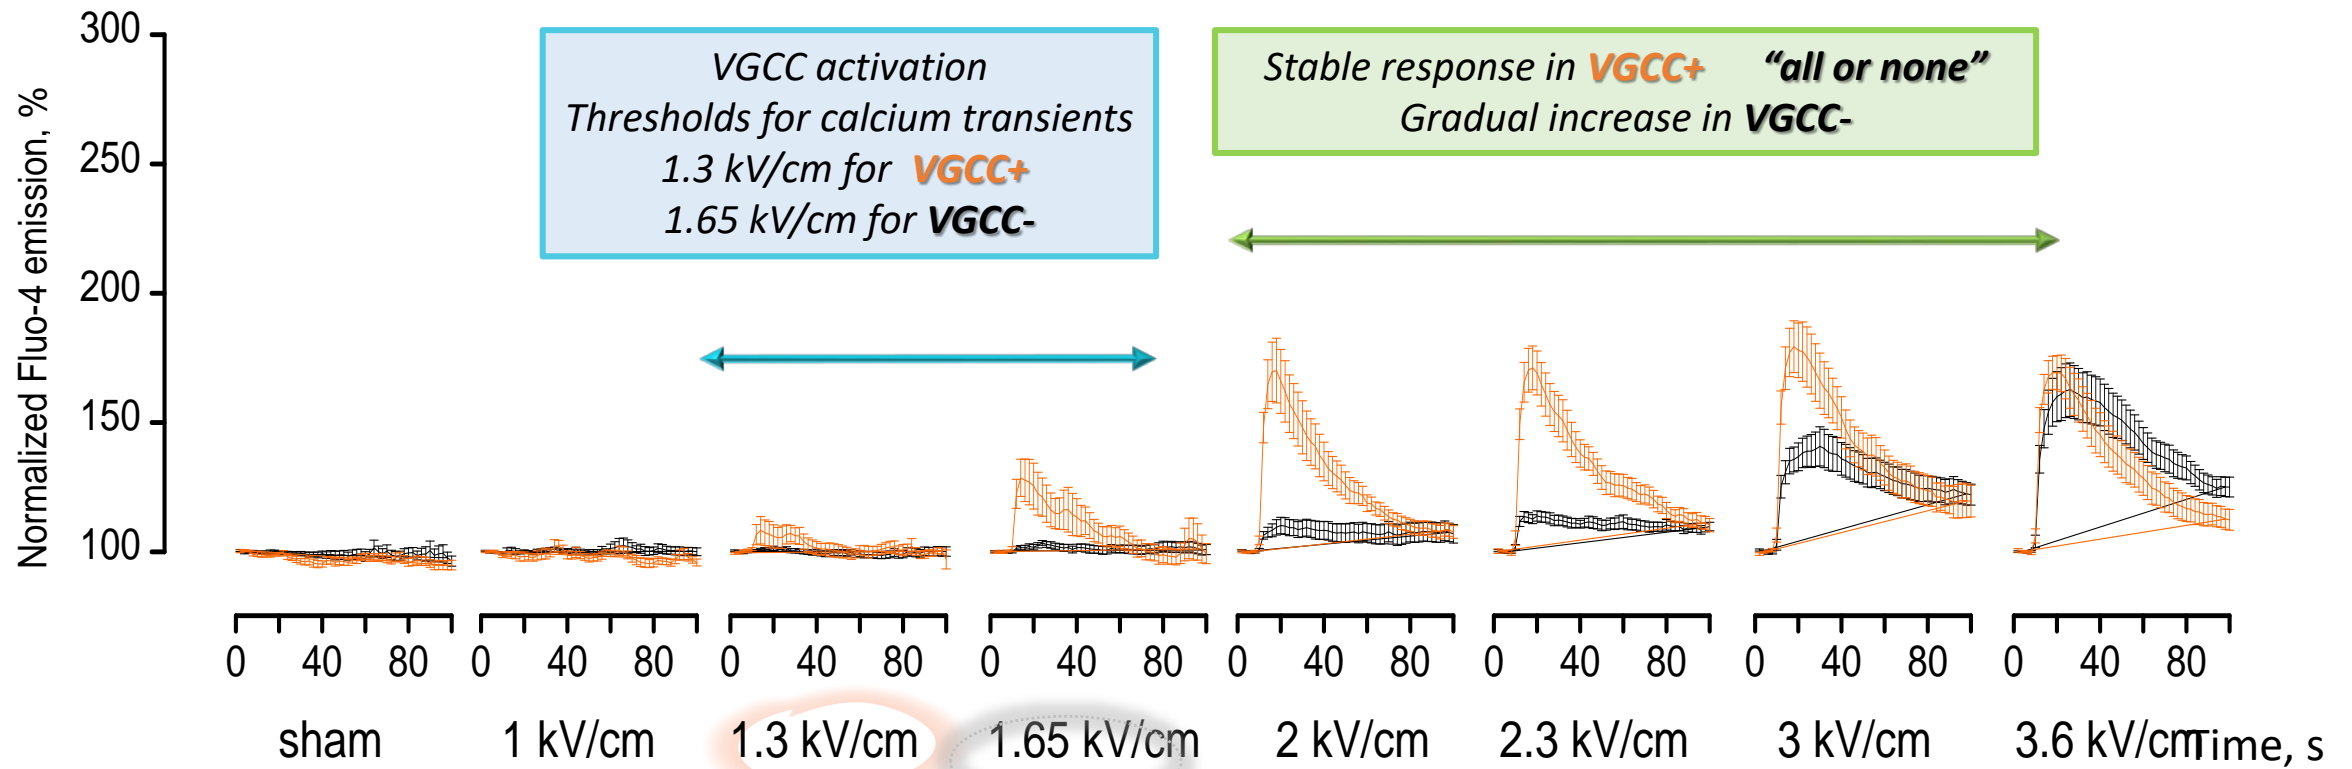 Normalized Fluo-4 emission, %
300
250
200
150
100
VGCC activation
Thresholds for calcium transients
1.3 kV/cm for VGCC+
1.65 kV/cm for VGCC-
Stable response in VGCC+ “all or none”
Gradual increase in VGCC-
0 40 80 0 40 80 0 40 80 0 40 80 0 40 80 0 40 80 0 40 80 0 40 80
sham 1 kV/cm 1.3 kV/cm 1.65 kV/cm 2 kV/cm 2.3 kV/cm 3 kV/cm 3.6 kV/cm Time, s